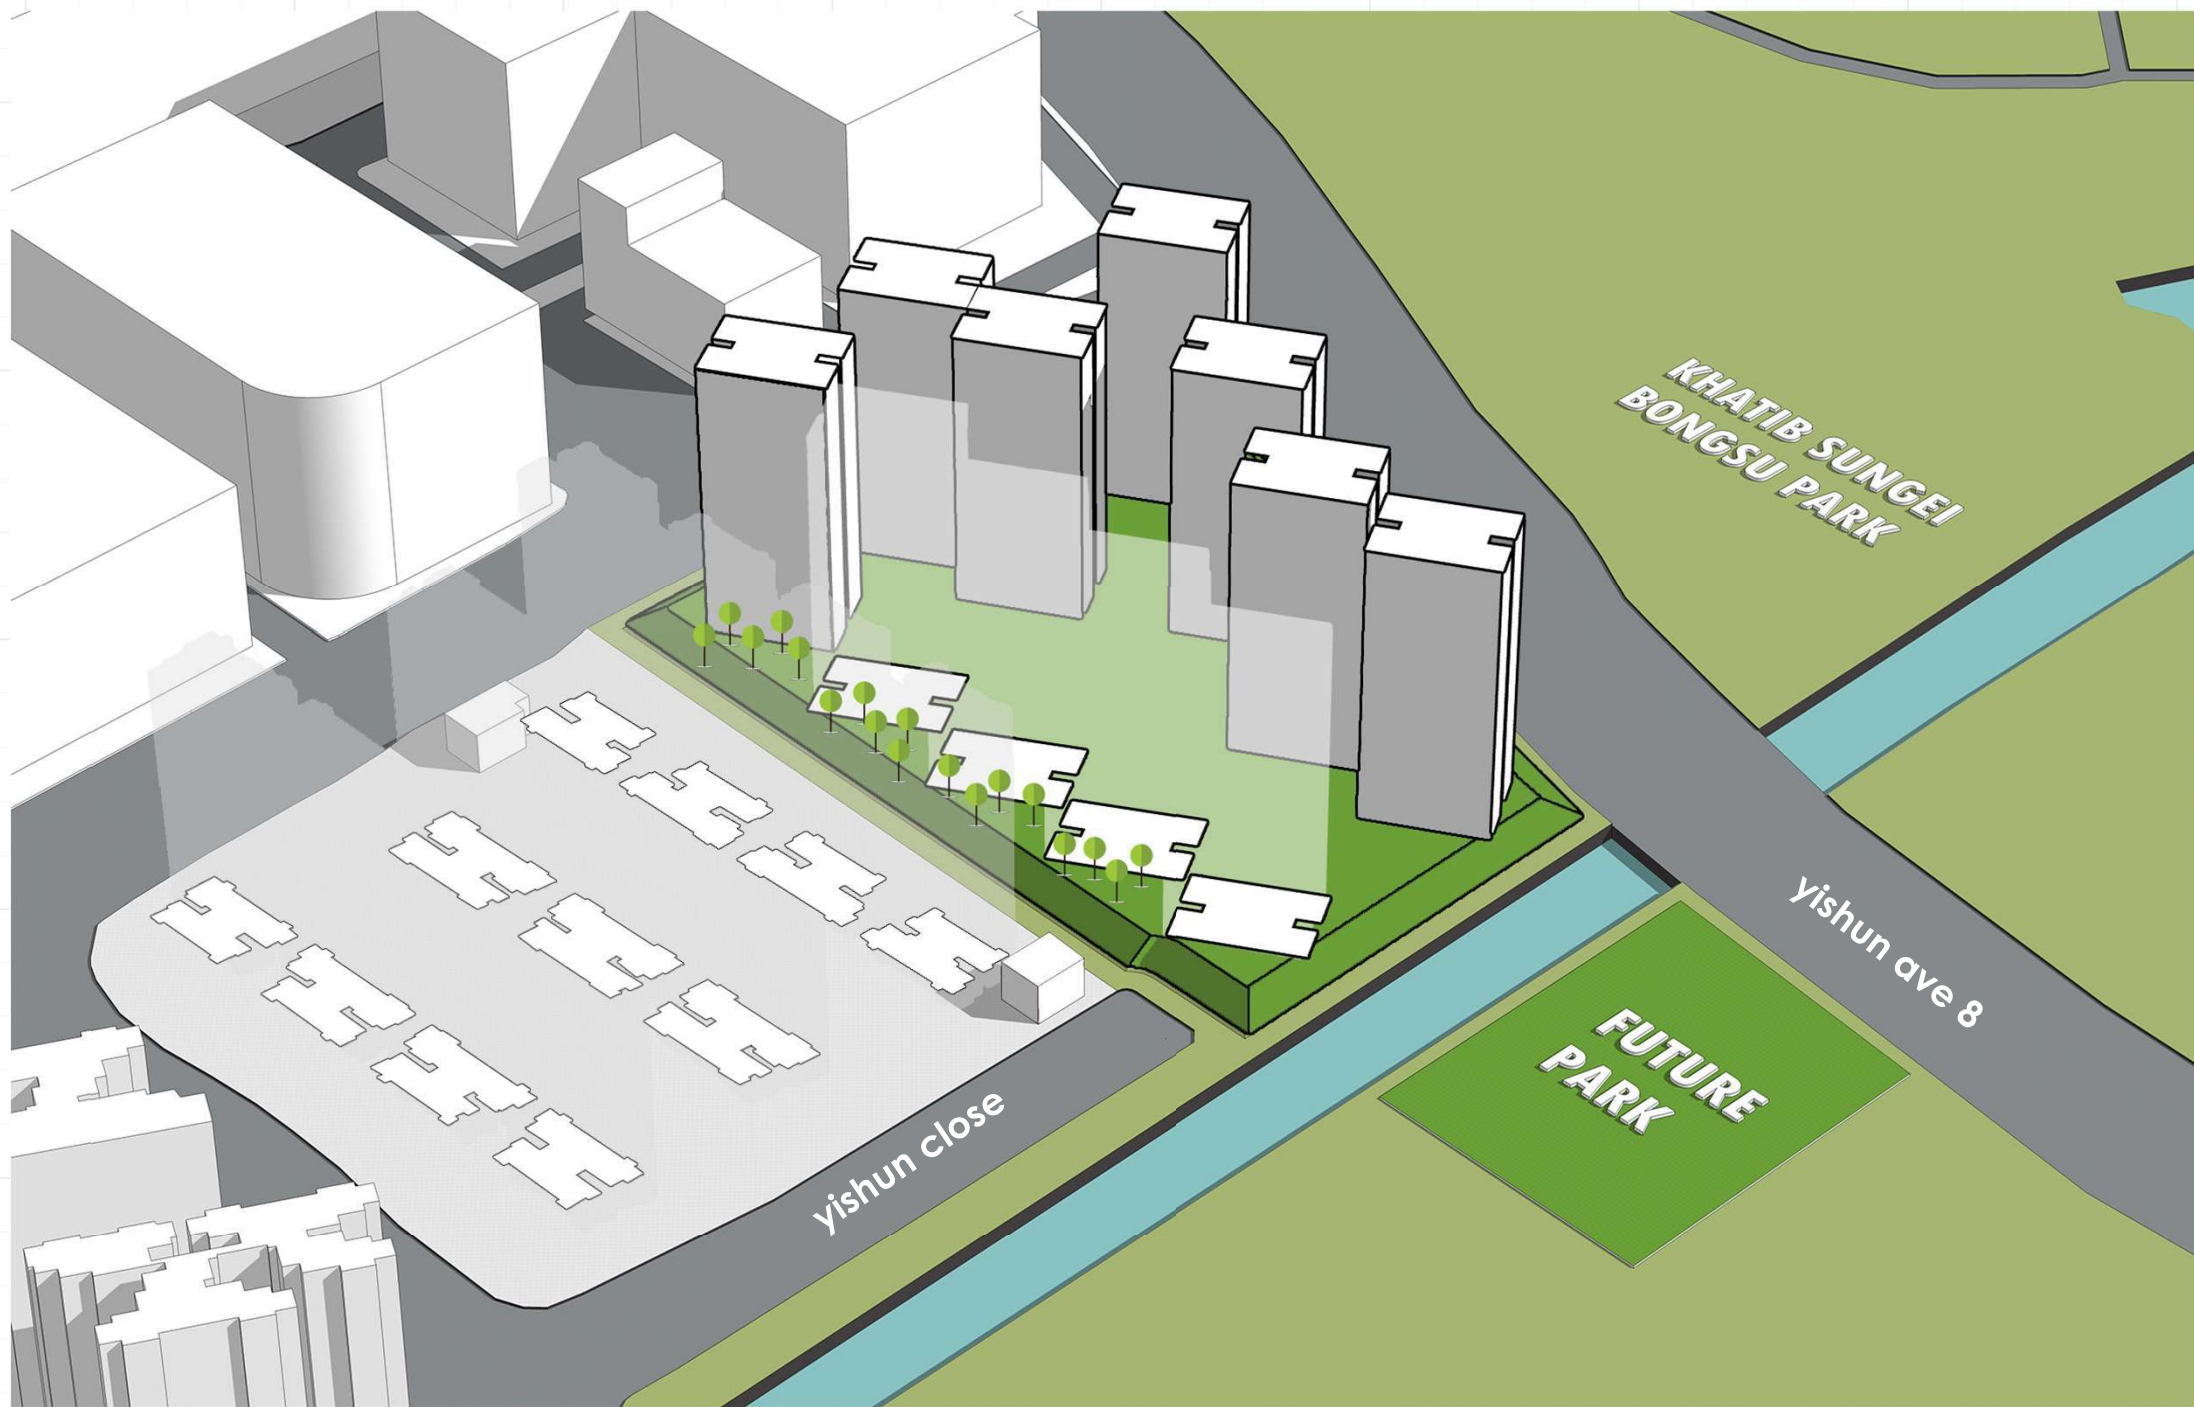 KHATIB SUNGEI
BONGSU PARK
yishun ave 8
FUTURE
PARK
yishun close